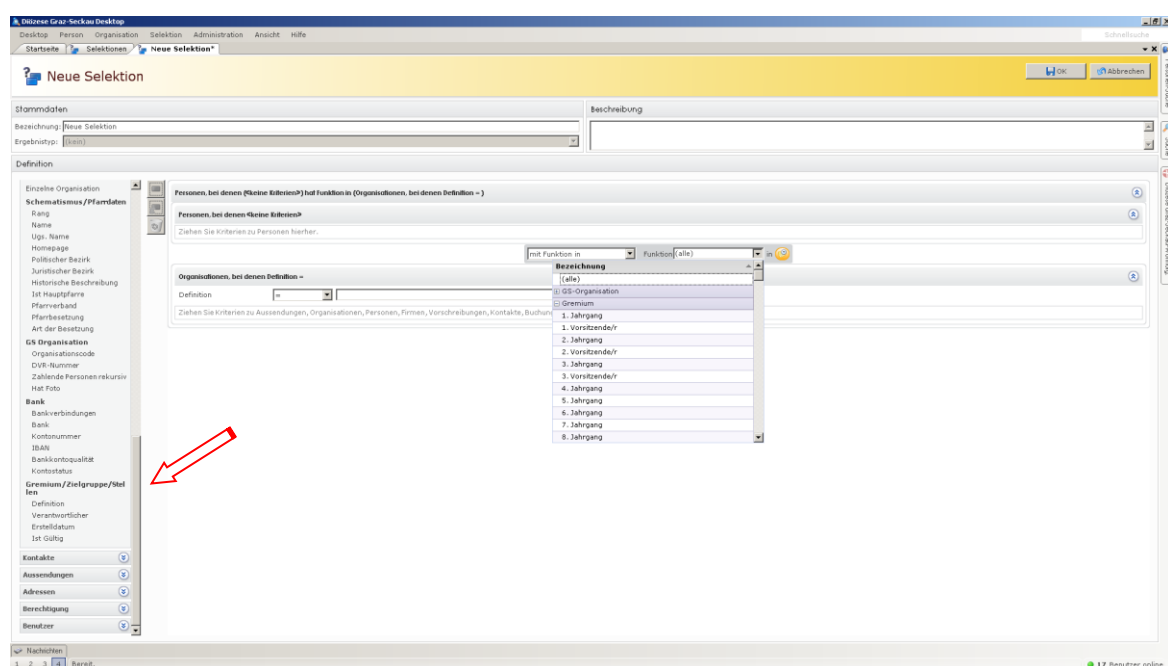 Diözese Graz-Seckau Desktop
Desktop Person Organisation Selektion Administration Ansicht Hilfe
Schnellsuche
Startseite Selektionen Neue Selektion*
Neue Selektion
OK Abbrechen
Stammdaten
Beschreibung
Bezeichnung: Neue Selektion
Ergebnistyp: (kein)
Definition
Einzelne Organisation
Schematismus/Pfarrdaten
Rang
Name
Ugs. Name
Homepage
Politischer Bezirk
Juristischer Bezirk
Historische Beschreibung
Ist Hauptpfarre
Pfarrverband
Pfarrbesetzung
Art der Besetzung
GS Organisation
Organisationscode
DVR-Nummer
Zahlende Personen rekursiv
Hat Foto
Bank
Bankverbindungen
Bank
Kontonummer
IBAN
Bankkontoqualität
Kontostatus
Gremium/Zielgruppe/Stel
len
Definition
Verantwortlicher
Erstelldatum
Ist Gültig
Kontakte
Aussendungen
Adressen
Berechtigung
Benutzer
Personen, bei denen (<keine Kriterien>) hat Funktion in (Organisationen, bei denen Definition = )
Personen, bei denen <keine Kriterien>
Ziehen Sie Kriterien zu Personen hierher.
mit Funktion in Funktion (alle) in
Organisationen, bei denen Definition =
Definition =
Ziehen Sie Kriterien zu Aussendungen, Organisationen, Personen, Firmen, Vorschreibungen, Kontakte,
Bezeichnung
(alle)
GS-Organisation
Gremium
1. Jahrgang
1. Vorsitzende/r
2. Jahrgang
2. Vorsitzende/r
3. Jahrgang
3. Vorsitzende/r
4. Jahrgang
5. Jahrgang
6. Jahrgang
7. Jahrgang
8. Jahrgang
Nachrichten
1 2 3 4 Bereit.
17 Benutzer online